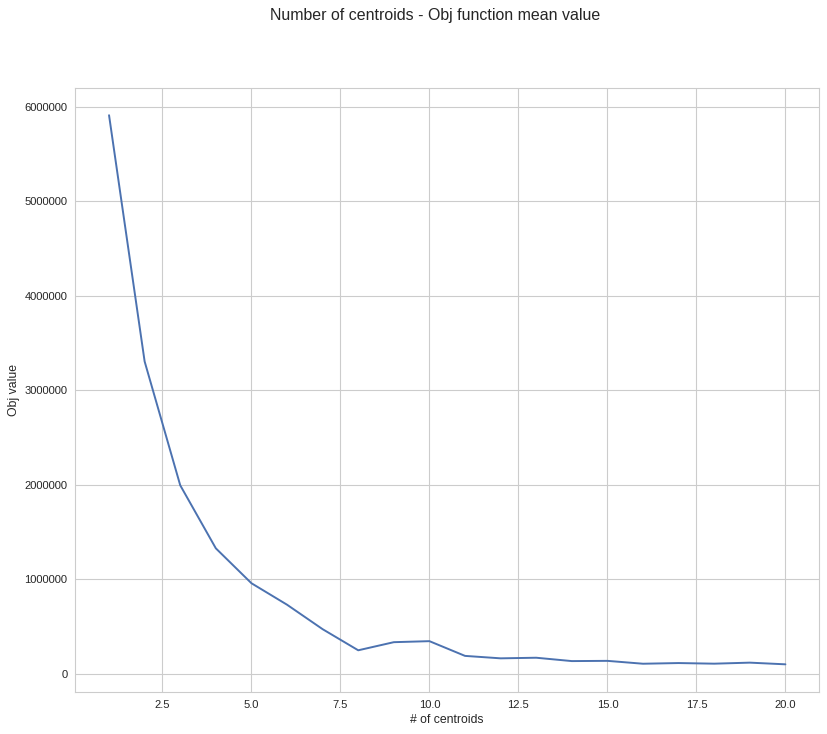 Number of centroids - Obj function mean value
6000000
5000000
4000000
3000000
2000000
1000000
0
Obj value
2.5 5.0 7.5 10.0 12.5 15.0 17.5 20.0
# of centroids